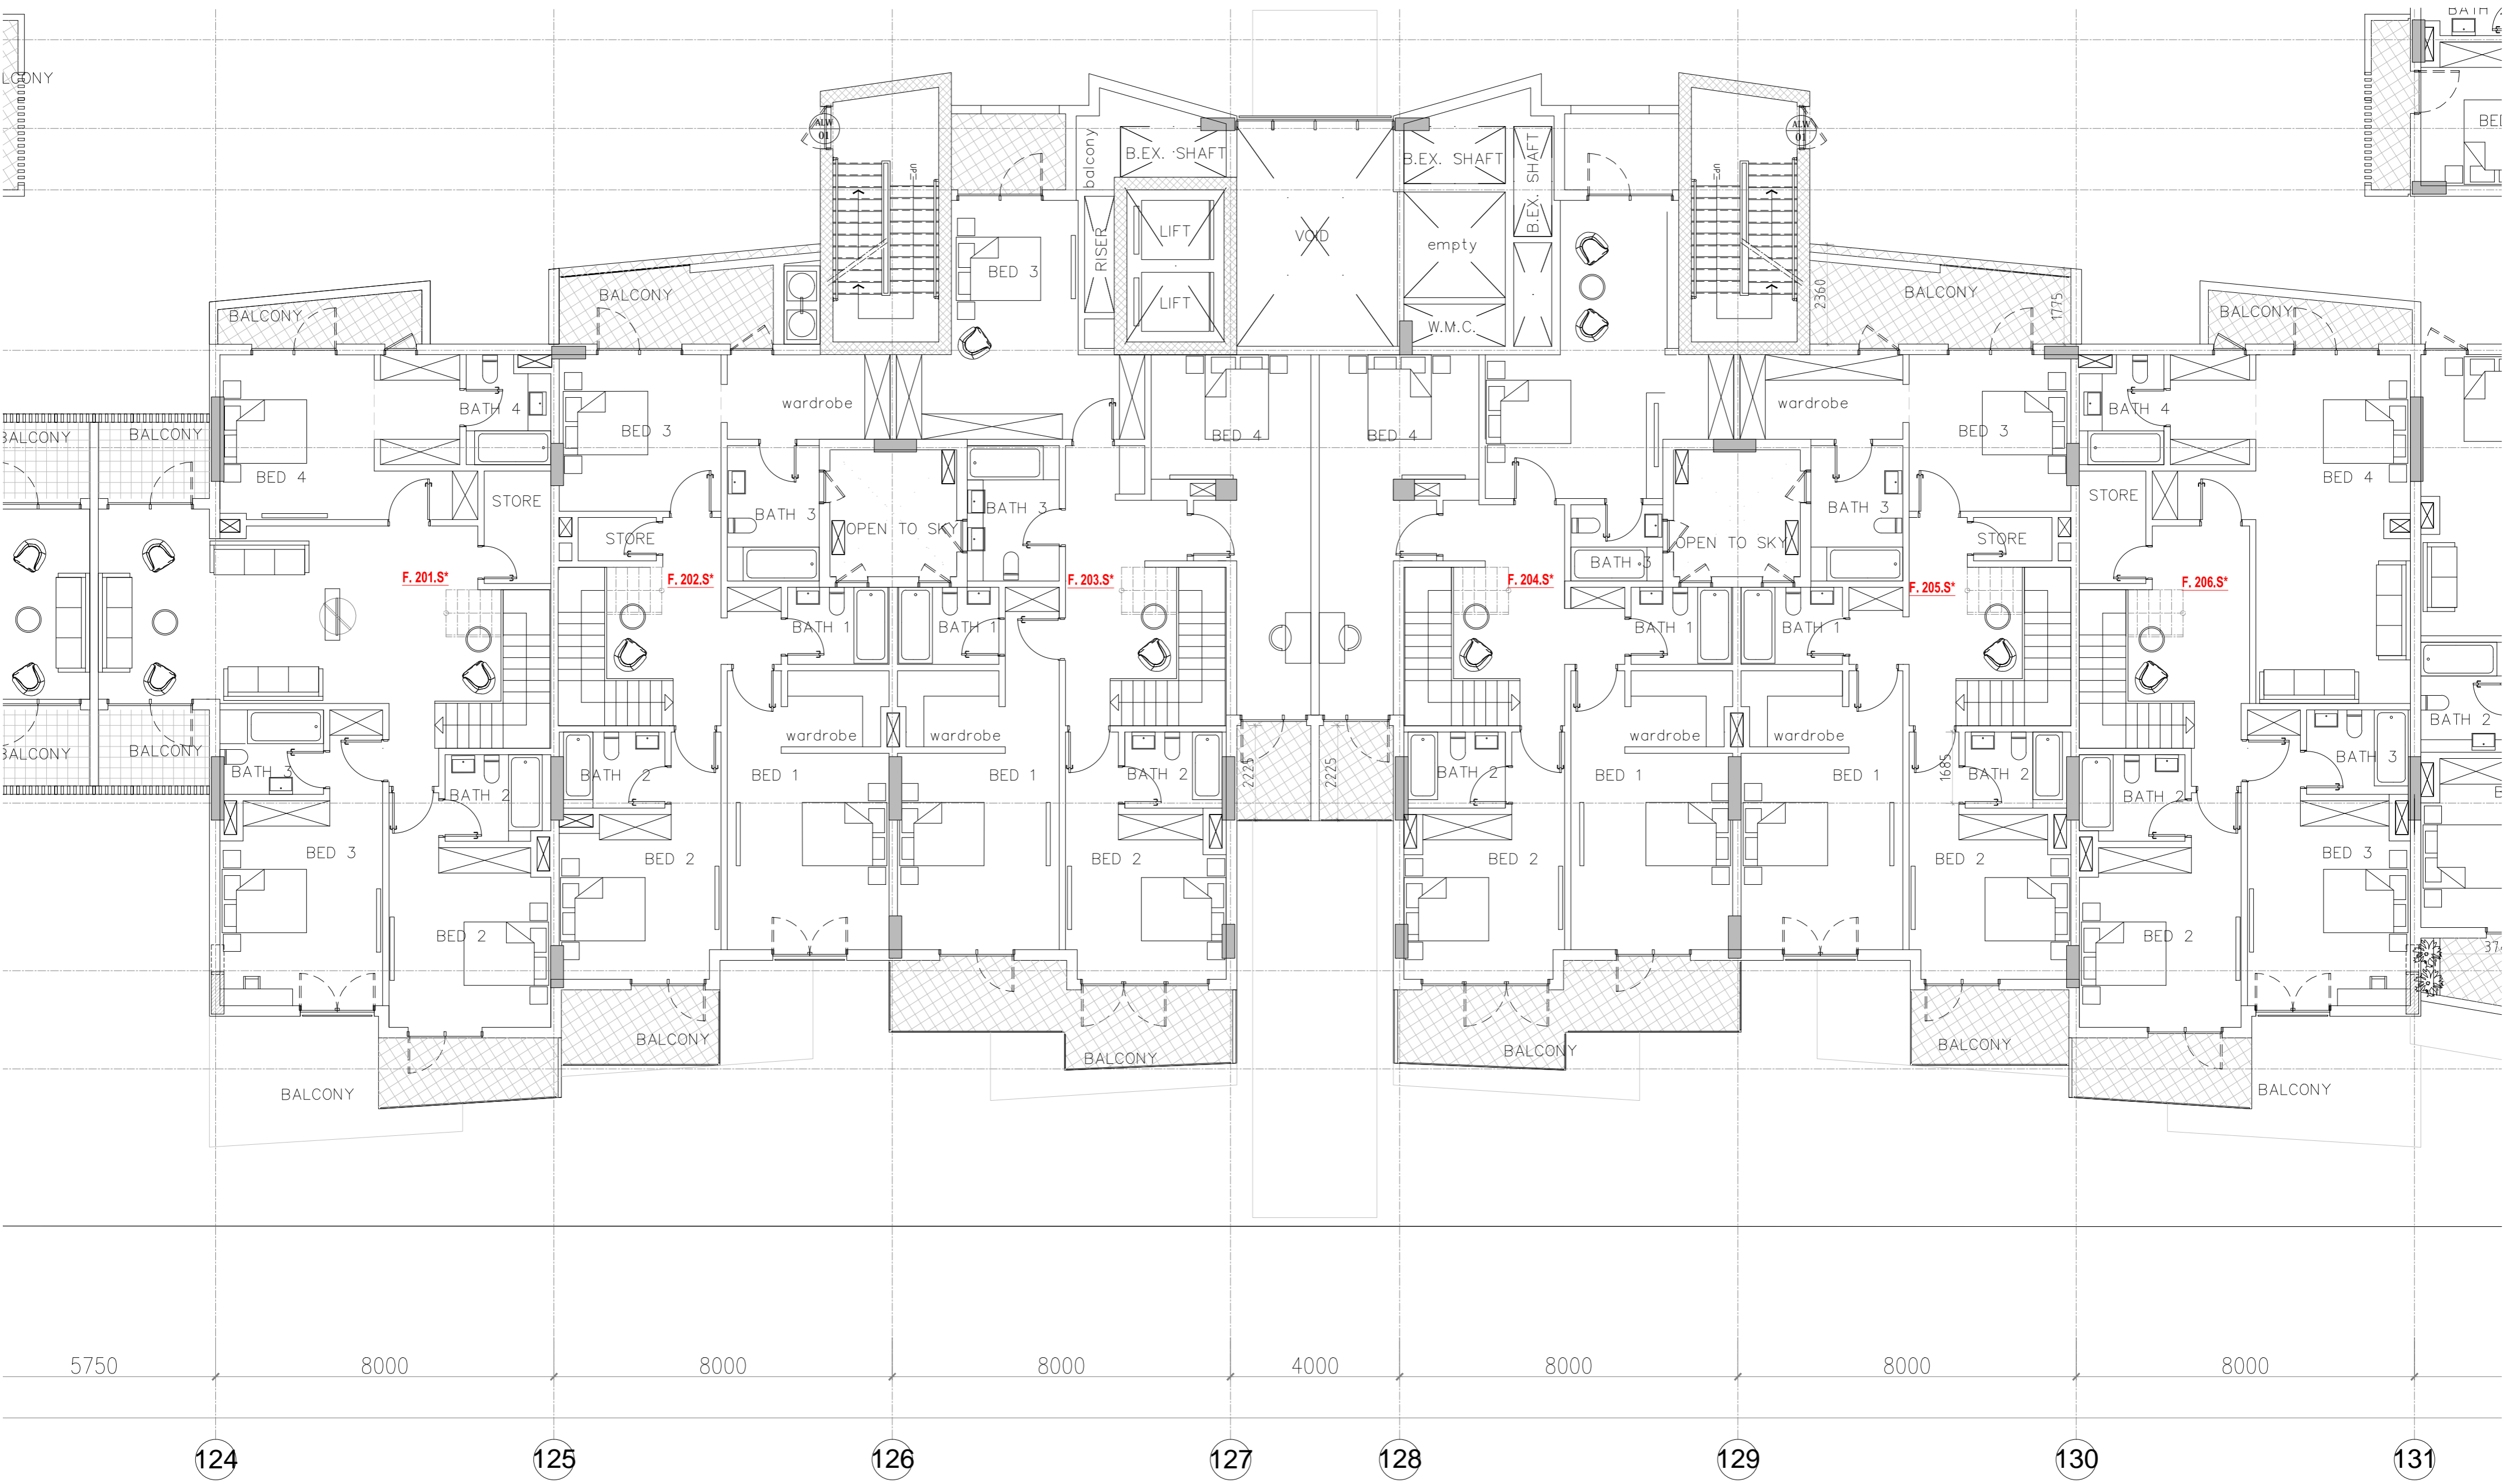 BATH
LCONY
ALW
01
ALW
01
balcony
B.EX. SHAFT
B.EX. SHAFT
B.EX. SHAFT
dn
dn
LIFT
VOID
empty
RISER
BED 3
LIFT
W.M.C.
BALCONY
BALCONY
BALCONY
BALCONY
2360
1775
wardrobe
wardrobe
BATH 4
BED 3
BED 4
BED 4
BED 3
BATH 4
BALCONY
BALCONY
BED 4
BED 4
STORE
STORE
BATH 3
BATH 3
BATH 3
OPEN TO SKY
OPEN TO SKY
STORE
STORE
BATH 3
F. 201.S*
F. 202.S*
F. 203.S*
F. 204.S*
F. 205.S*
F. 206.S*
BATH 1
BATH 1
BATH 1
BATH 1
BATH 2
wardrobe
wardrobe
wardrobe
wardrobe
BALCONY
BALCONY
BATH 3
BATH 2
BED 1
BED 1
BATH 2
2225
2225
BATH 2
BED 1
BED 1
1685
BATH 2
BATH 3
BATH 2
BATH 2
BED 3
BED 2
BED 2
BED 2
BED 2
BED 3
BED 2
BED 2
BALCONY
BALCONY
BALCONY
BALCONY
BALCONY
BALCONY
5750
8000
8000
8000
4000
8000
8000
8000
124
125
126
127
128
129
130
131